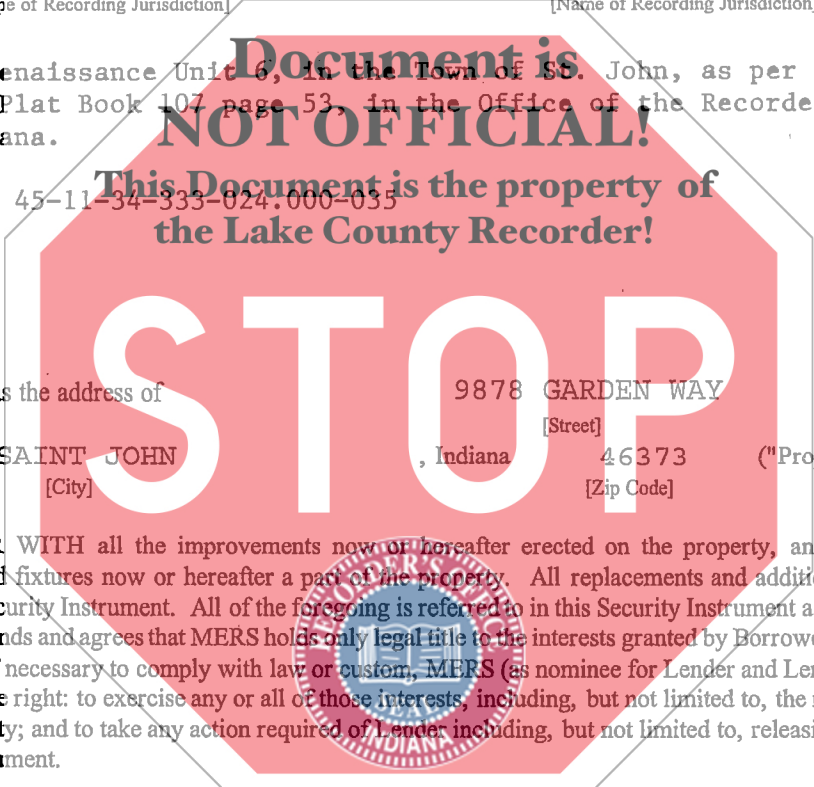 pe of Recording Jurisdiction] [Name of Recording Jurisdiction]
Document is
enaissance Unit 6, in the Town of St. John, as per
Plat Book 107 page 53, in the Office of the Recorde
NOT OFFICIAL!
ana.
This Document is the property of
45-11-34-333-024.000-035
the Lake County Recorder!
STOP
s the address of 9878 GARDEN WAY
[Street]
SAINT JOHN , Indiana 46373 ("Pro
[City] [Zip Code]
WITH all the improvements now or hereafter erected on the property, an
d fixtures now or hereafter a part of the property. All replacements and additi
curity Instrument. All of the foregoing is referred to in this Security Instrument a
nds and agrees that MERS holds only legal title to the interests granted by Borrowe
f necessary to comply with law or custom, MERS (as nominee for Lender and Len
e right: to exercise any or all of those interests, including, but not limited to, the
ty; and to take any action required of Lender including, but not limited to, releasi
ument.
RECORDER'S OFFICE
SEAL
INDIANA